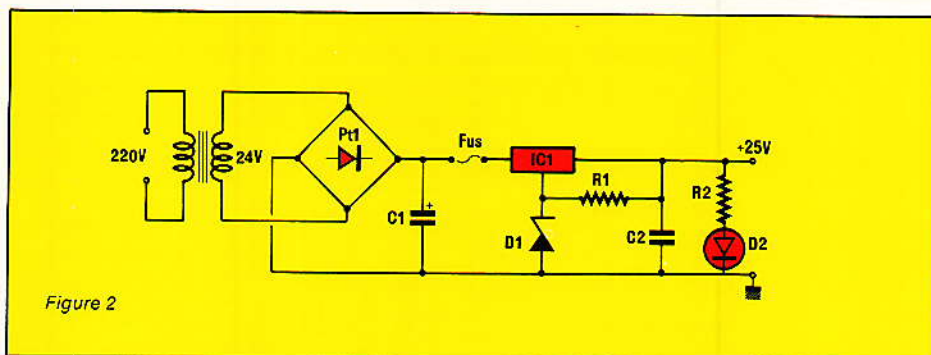 220V
24V
Pt1
C1
+
Fus
IC1
D1
R1
C2
+25V
R2
D2
Figure 2